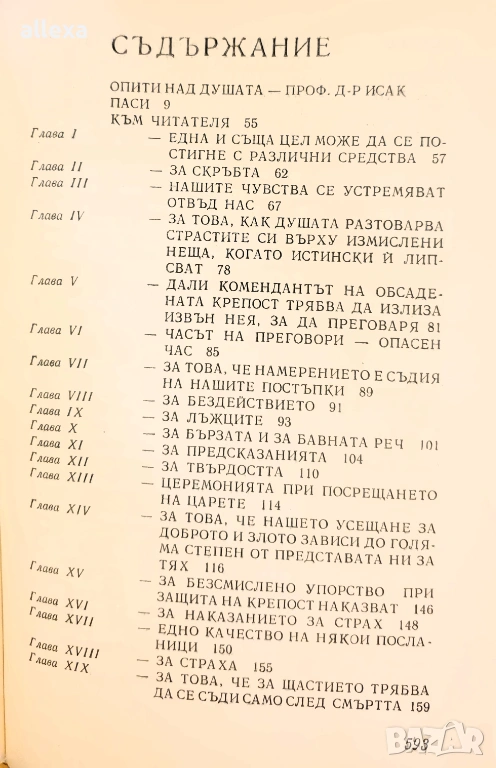 allexa
СЪДЪРЖАНИЕ
ОПИТИ НАД ДУШАТА — ПРОФ. Д-Р ИСАК
ПАСИ 9
КЪМ ЧИТАТЕЛЯ 55
Глава I — ЕДНА И СЪЩА ЦЕЛ МОЖЕ ДА СЕ ПО-
СТИГНЕ С РАЗЛИЧНИ СРЕДСТВА 57
Глава II — ЗА СКРЪБТА 62
Глава III — НАШИТЕ ЧУВСТВА СЕ УСТРЕМЯВАТ
ОТВЪД НАС 67
Глава IV — ЗА ТОВА, КАК ДУШАТА РАЗТОВАРВА
СТРАСТИТЕ СИ ВЪРХУ ИЗМИСЛЕНИ
НЕЩА, КОГАТО ИСТИНСКИ Й ЛИП-
СВАТ 78
Глава V — ДАЛИ КОМЕНДАНТЪТ НА ОБСАДЕ-
НАТА КРЕПОСТ ТРЯБВА ДА ИЗЛИЗА
ИЗВЪН НЕЯ, ЗА ДА ПРЕГОВАРЯ 81
Глава VI — ЧАСЪТ НА ПРЕГОВОРИ — ОПАСЕН
ЧАС 85
Глава VII — ЗА ТОВА, ЧЕ НАМЕРЕНИЕТО Е СЪДИЯ
НА НАШИТЕ ПОСТЪПКИ 89
Глава VIII — ЗА БЕЗДЕЙСТВИЕТО 91
Глава IX — ЗА ЛЪЖЦИТЕ 93
Глава X — ЗА БЪРЗАТА И ЗА БАВНАТА РЕЧ 101
Глава XI — ЗА ПРЕДСКАЗАНИЯТА 104
Глава XII — ЗА ТВЪРДОСТТА 110
Глава XIII — ЦЕРЕМОНИЯТА ПРИ ПОСРЕЩАНЕТО
НА ЦАРЕТЕ 114
Глава XIV — ЗА ТОВА, ЧЕ НАШЕТО УСЕЩАНЕ ЗА
ДОБРОТО И ЗЛОТО ЗАВИСИ ДО ГОЛЯ-
МА СТЕПЕН ОТ ПРЕДСТАВАТА НИ ЗА
ТЯХ 116
Глава XV — ЗА БЕЗСМИСЛЕНО УПОРСТВО ПРИ
ЗАЩИТА НА КРЕПОСТ НАКАЗВАТ 146
Глава XVI — ЗА НАКАЗАНИЕТО ЗА СТРАХ 148
Глава XVII — ЕДНО КАЧЕСТВО НА НЯКОИ ПОСЛА-
НИЦИ 150
Глава XVIII — ЗА СТРАХА 155
Глава XIX — ЗА ТОВА, ЧЕ ЗА ЩАСТИЕТО ТРЯБВА
ДА СЕ СЪДИ САМО СЛЕД СМЪРТТА 159
593
БАЗАР